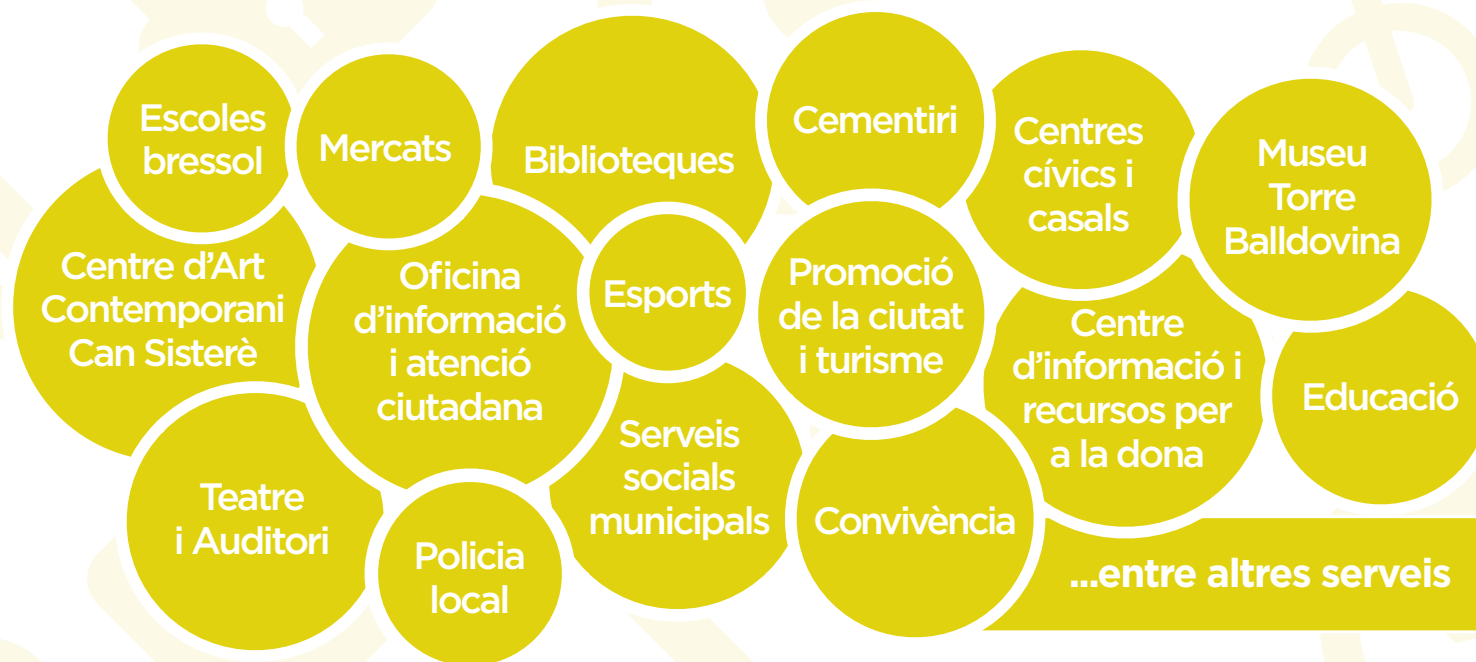 Escoles
bressol
Mercats
Biblioteques
Cementiri
Centres
cívics i
casals
Museu
Torre
Balldovina
Centre d’Art
Contemporani
Can Sisterè
Oficina
d’informació
i atenció
ciutadana
Esports
Promoció
de la ciutat
i turisme
Centre
d’informació i
recursos per
a la dona
Educació
Teatre
i Auditori
Policia
local
Serveis
socials
municipals
Convivència
...entre altres serveis